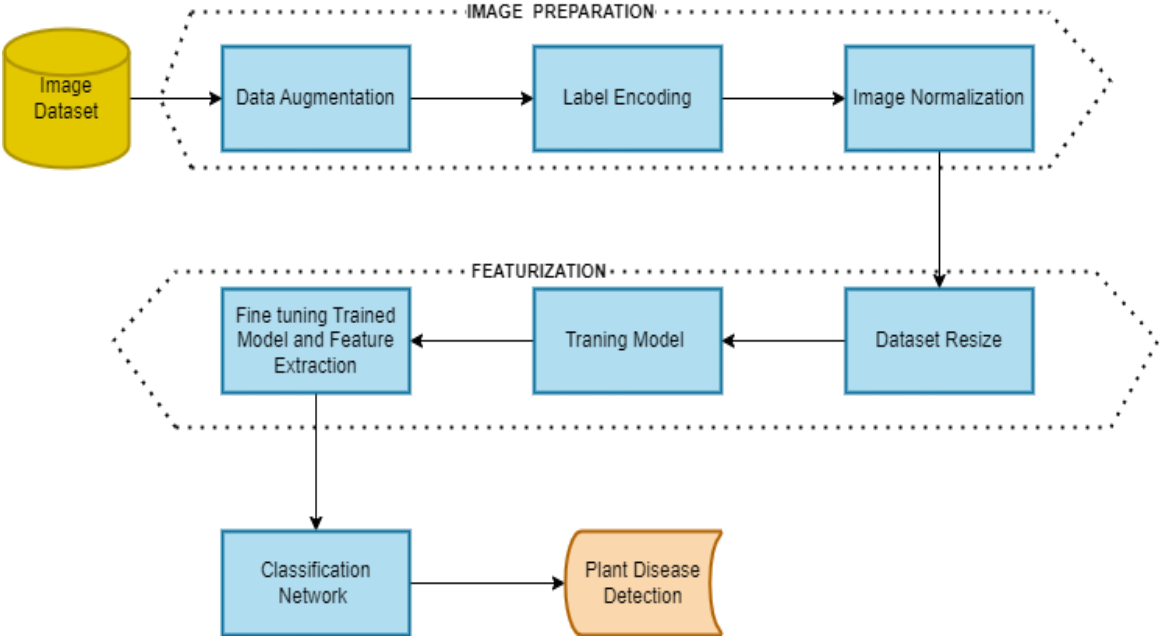 IMAGE PREPARATION
Image
Dataset
Data Augmentation
Label Encoding
Image Normalization
FEATURIZATION
Fine tuning Trained
Model and Feature
Extraction
Traning Model
Dataset Resize
Classification
Network
Plant Disease
Detection